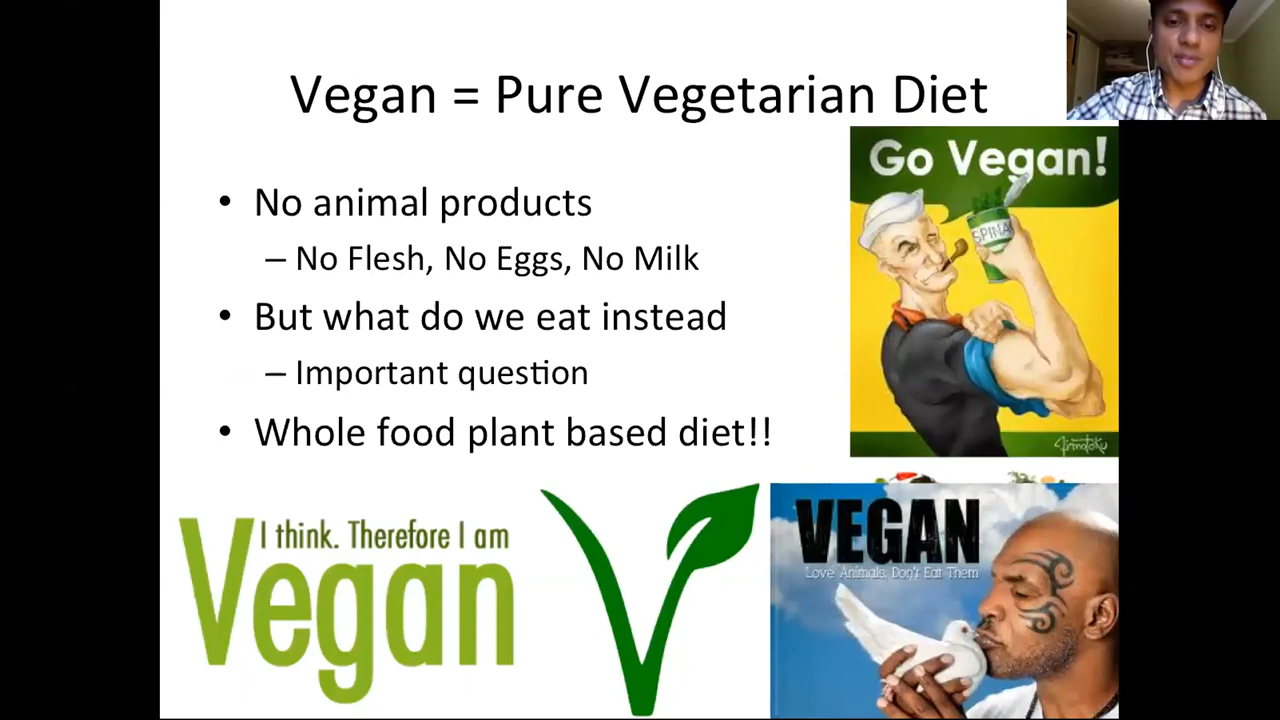 Vegan = Pure Vegetarian Diet
Go Vegan!
SPINA
• No animal products
– No Flesh, No Eggs, No Milk
• But what do we eat instead
– Important question
• Whole food plant based diet!!
I think. Therefore I am
Vegan
VEGAN
Love Animals, Don't Eat Them